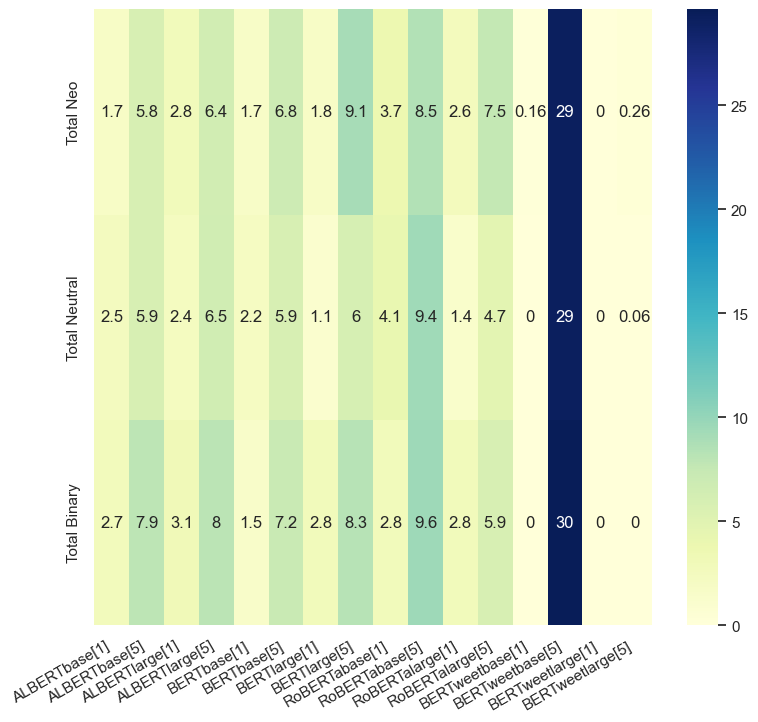 Total Neo
1.7 5.8 2.8 6.4 1.7 6.8 1.8 9.1 3.7 8.5 2.6 7.5 0.16 29 0 0.26
Total Neutral
2.5 5.9 2.4 6.5 2.2 5.9 1.1 6 4.1 9.4 1.4 4.7 0 29 0 0.06
Total Binary
2.7 7.9 3.1 8 1.5 7.2 2.8 8.3 2.8 9.6 2.8 5.9 0 30 0 0
ALBERTbase[1]
ALBERTbase[5]
ALBERTlarge[1]
ALBERTlarge[5]
BERTbase[1]
BERTbase[5]
BERTlarge[1]
BERTlarge[5]
RoBERTabase[1]
RoBERTabase[5]
RoBERTalarge[1]
RoBERTalarge[5]
BERTweetbase[1]
BERTweetbase[5]
BERTweetlarge[1]
BERTweetlarge[5]
25
20
15
10
5
0